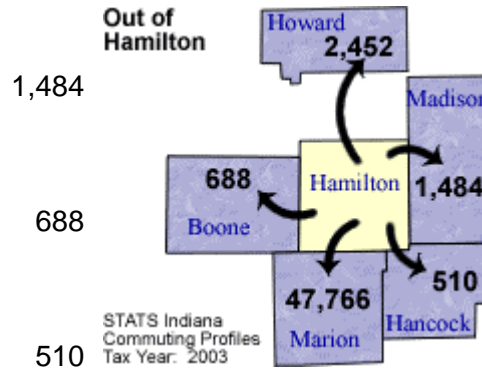 Out of
Hamilton
Howard
2,452
1,484
Madison
688
Hamilton
1,484
688
Boone
510
47,766
Hancock
Marion
STATS Indiana
Commuting Profiles
Tax Year: 2003
510